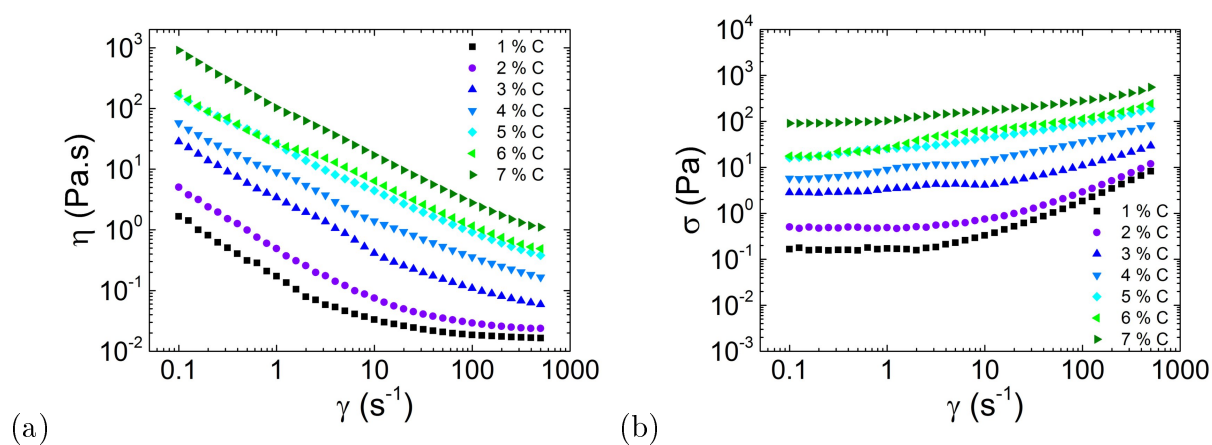 10³
10²
10¹
10⁰
10⁻¹
10⁻²
η (Pa.s)
0.1 1 10 100 1000
γ (s⁻¹)
1 % C
2 % C
3 % C
4 % C
5 % C
6 % C
7 % C
(a)
10⁴
10³
10²
10¹
10⁰
10⁻¹
10⁻²
10⁻³
σ (Pa)
0.1 1 10 100 1000
γ (s⁻¹)
1 % C
2 % C
3 % C
4 % C
5 % C
6 % C
7 % C
(b)